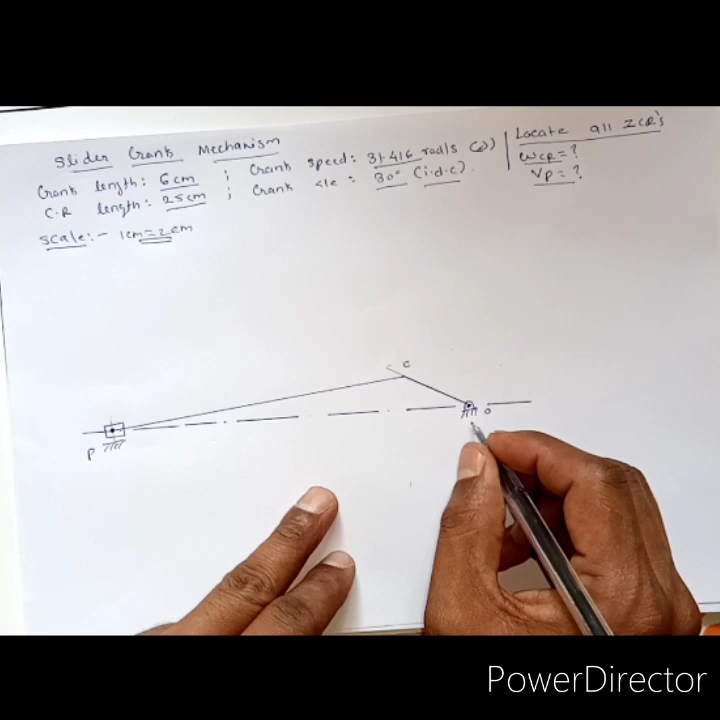 Slider Crank Mechanism
Crank length: 6cm ; Crank speed: 31.416 rad/s
C.R length: 25cm ; Crank <le: 30° (i.d.c).
Scale:- 1cm=2cm
Locate all ICR's
ωCR=?
Vp=?
C
O
P
PowerDirector